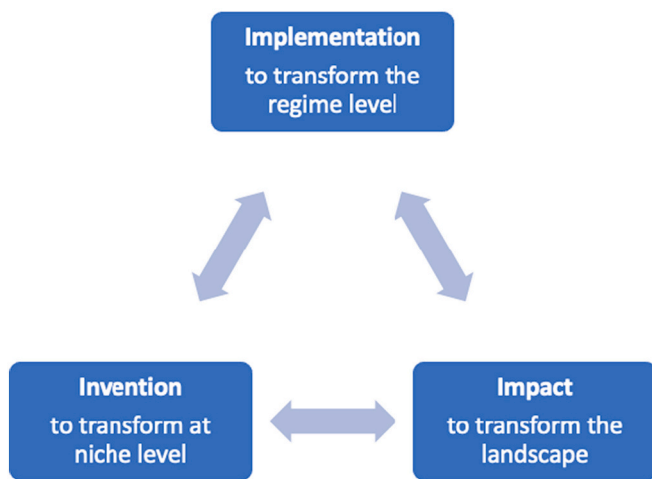 Implementation
to transform the
regime level
Invention
to transform at
niche level
Impact
to transform the
landscape